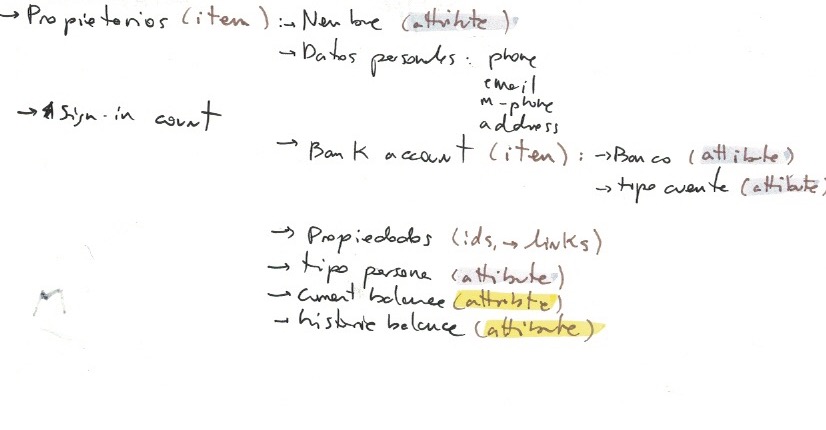 → Propietarios (item) : → Nombre (attribute)
→ Datos personales : phone
email
m-phone
address
→ Sign-in count
→ Bank account (item) : → Banco (attribute)
→ tipo cuenta (attribute)
→ Propiedades (ids, → links)
→ tipo persona (attribute)
→ current balance (attribute)
→ historic balance (attribute)